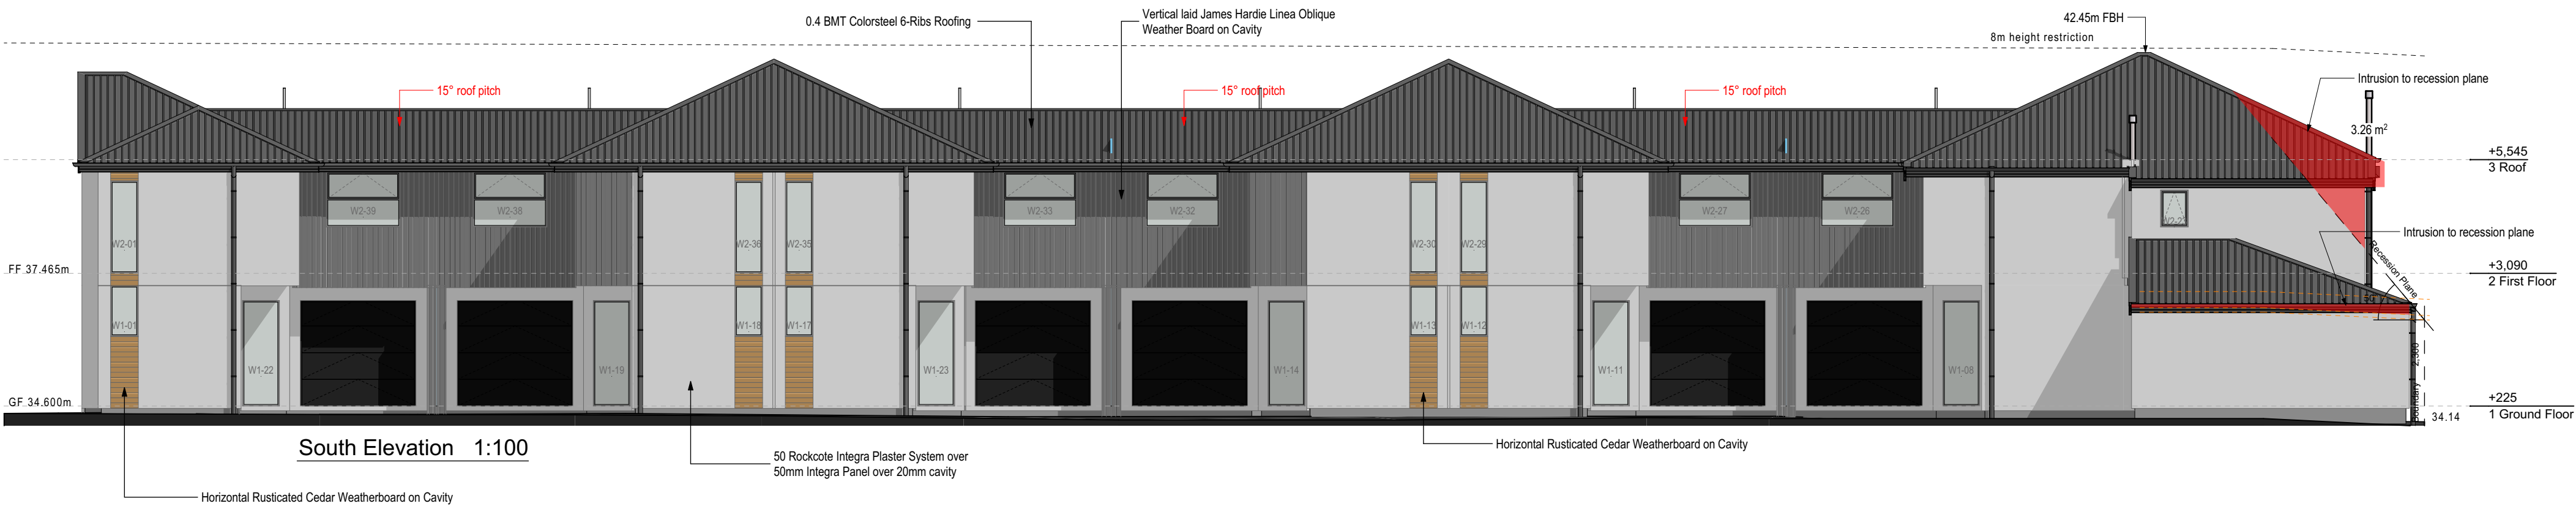 0.4 BMT Colorsteel 6-Ribs Roofing
Vertical laid James Hardie Linea Oblique
Weather Board on Cavity
42.45m FBH
8m height restriction
15° roof pitch
15° roof pitch
15° roof pitch
Intrusion to recession plane
3.26 m²
+5,545
3 Roof
W2-39
W2-38
W2-33
W2-32
W2-27
W2-26
W2-01
W2-36
W2-35
W2-30
W2-29
Intrusion to recession plane
Recession Plane
FF 37.465m
+3,090
2 First Floor
W1-01
W1-18
W1-17
W1-13
W1-12
W1-22
W1-19
W1-23
W1-14
W1-11
W1-08
2,300
Boundary
GF 34.600m
+225
1 Ground Floor
34.14
South Elevation 1:100
Horizontal Rusticated Cedar Weatherboard on Cavity
50 Rockcote Integra Plaster System over
50mm Integra Panel over 20mm cavity
Horizontal Rusticated Cedar Weatherboard on Cavity